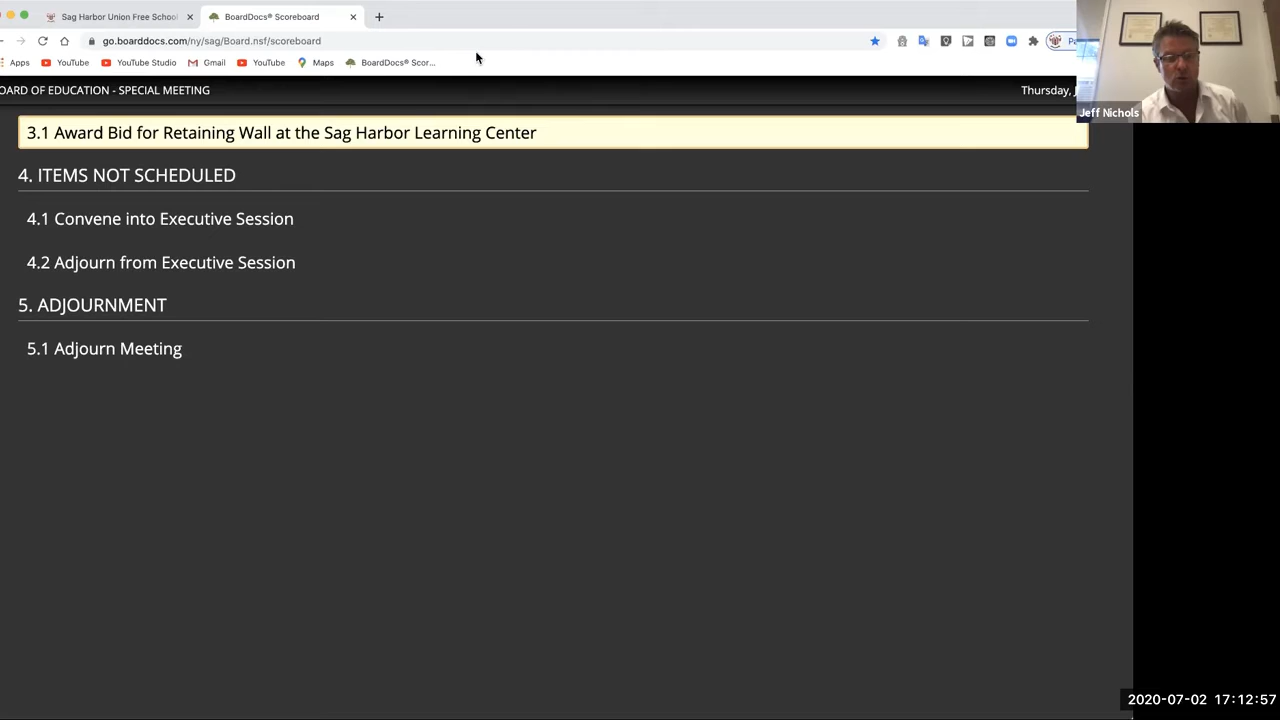 Sag Harbor Union Free School
BoardDocs® Scoreboard
go.boarddocs.com/ny/sag/Board.nsf/scoreboard
Apps YouTube YouTube Studio Gmail YouTube Maps BoardDocs® Scor...
OARD OF EDUCATION - SPECIAL MEETING
Thursday,
Jeff Nichols
3.1 Award Bid for Retaining Wall at the Sag Harbor Learning Center
4. ITEMS NOT SCHEDULED
4.1 Convene into Executive Session
4.2 Adjourn from Executive Session
5. ADJOURNMENT
5.1 Adjourn Meeting
2020-07-02 17:12:57